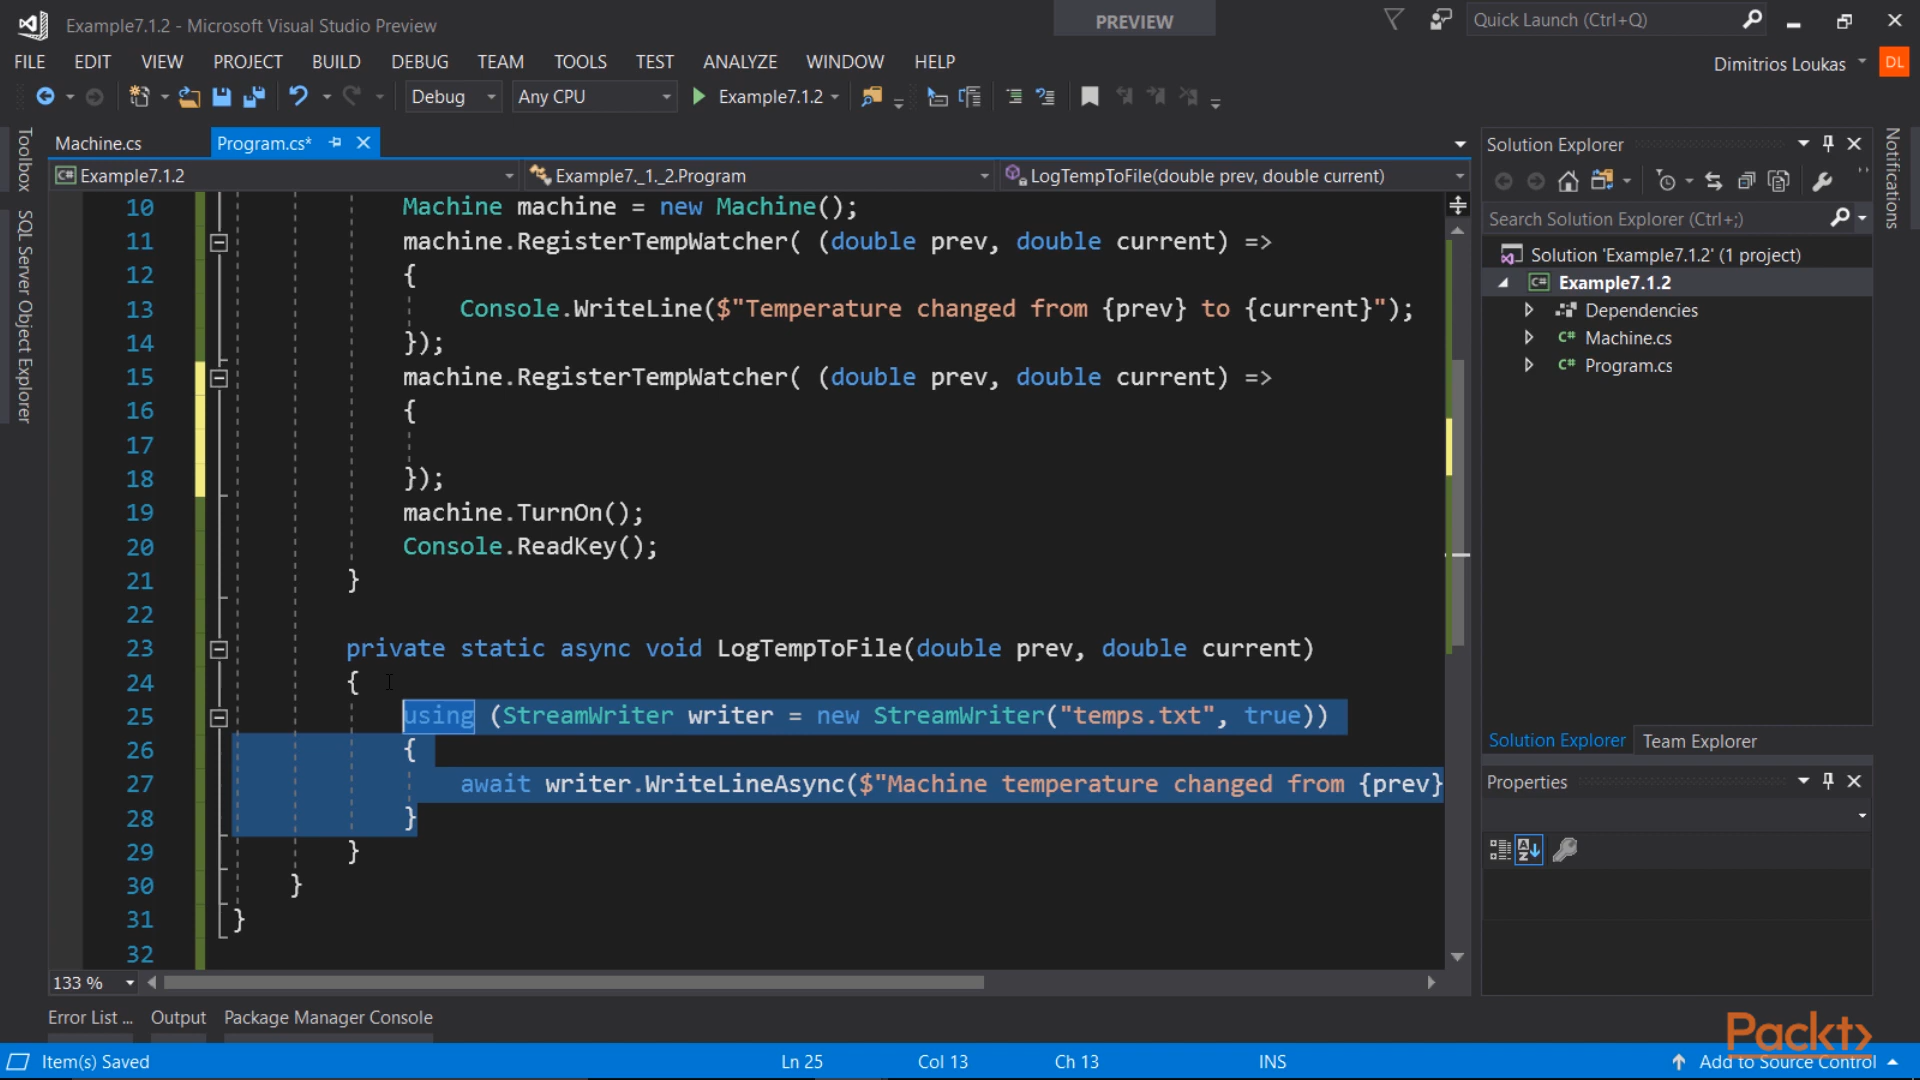 Example7.1.2 - Microsoft Visual Studio Preview
PREVIEW
Quick Launch (Ctrl+Q)
FILE EDIT VIEW PROJECT BUILD DEBUG TEAM TOOLS TEST ANALYZE WINDOW HELP
Dimitrios Loukas
DL
Debug
Any CPU
Example7.1.2
Toolbox
SQL Server Object Explorer
Machine.cs
Program.cs*
Example7.1.2
Example7._1._2.Program
LogTempToFile(double prev, double current)
10 Machine machine = new Machine();
11 machine.RegisterTempWatcher( (double prev, double current) =>
12 {
13 Console.WriteLine($"Temperature changed from {prev} to {current}");
14 });
15 machine.RegisterTempWatcher( (double prev, double current) =>
16 {
17
18 });
19 machine.TurnOn();
20 Console.ReadKey();
21 }
22
23 private static async void LogTempToFile(double prev, double current)
24 {
25 using (StreamWriter writer = new StreamWriter("temps.txt", true))
26 {
27 await writer.WriteLineAsync($"Machine temperature changed from {prev}
28 }
29 }
30 }
31 }
32
133 %
Error List ... Output Package Manager Console
Solution Explorer
Search Solution Explorer (Ctrl+;)
Solution 'Example7.1.2' (1 project)
C# Example7.1.2
Dependencies
C# Machine.cs
C# Program.cs
Solution Explorer
Team Explorer
Properties
Notifications
Packt>
Item(s) Saved
Ln 25
Col 13
Ch 13
INS
Add to Source Control